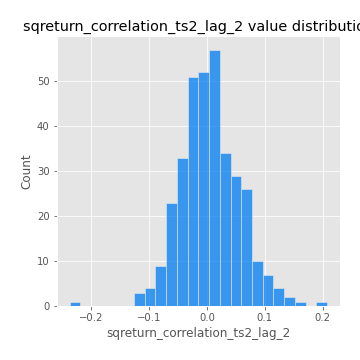 sqreturn_correlation_ts2_lag_2 value distributio
Count
50
40
30
20
10
0
−0.2 −0.1 0.0 0.1 0.2
sqreturn_correlation_ts2_lag_2